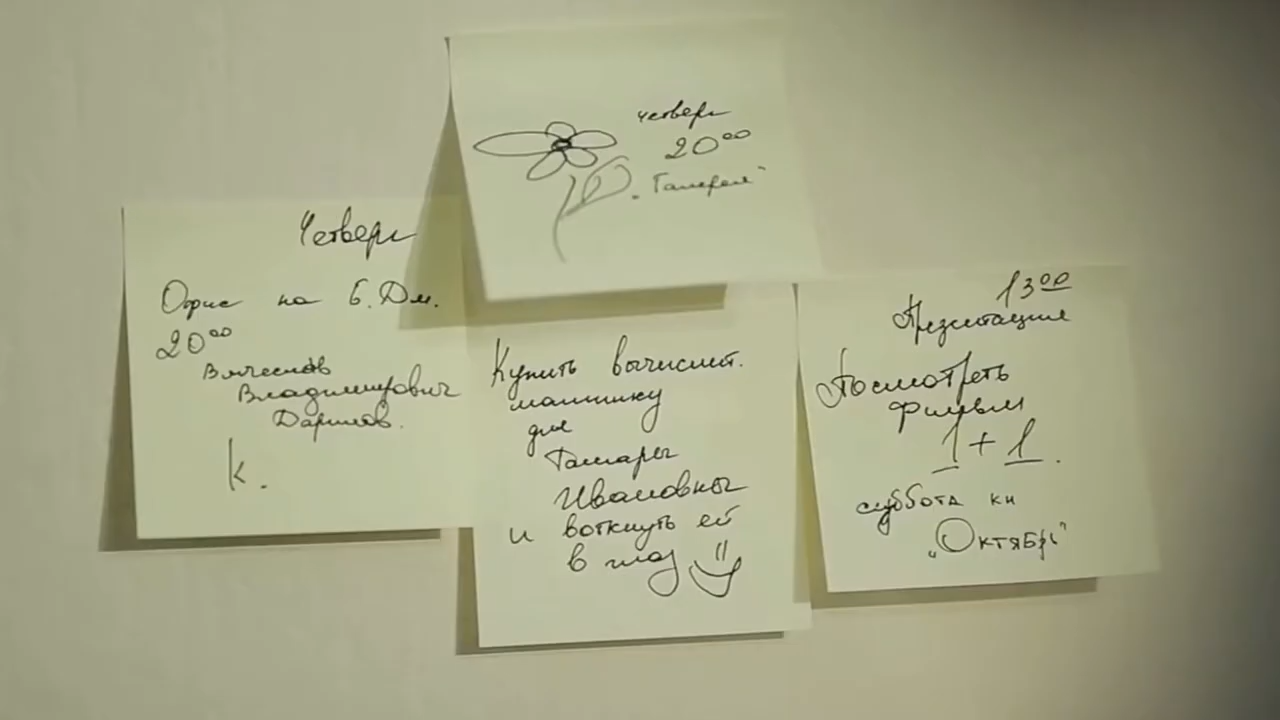 четверг
20⁰⁰
„Галерея"
Четверг
Офис на Б. Дм.
20⁰⁰
Вячеслав
Владимирович
Данилов.
К.
Купить вычислит.
машинку
для
Тамары
Ивановны
и воткнуть ей
в глаз
13⁰⁰
Презентация
Посмотреть
фильм
1 + 1.
суббота кн
„Октябрь"